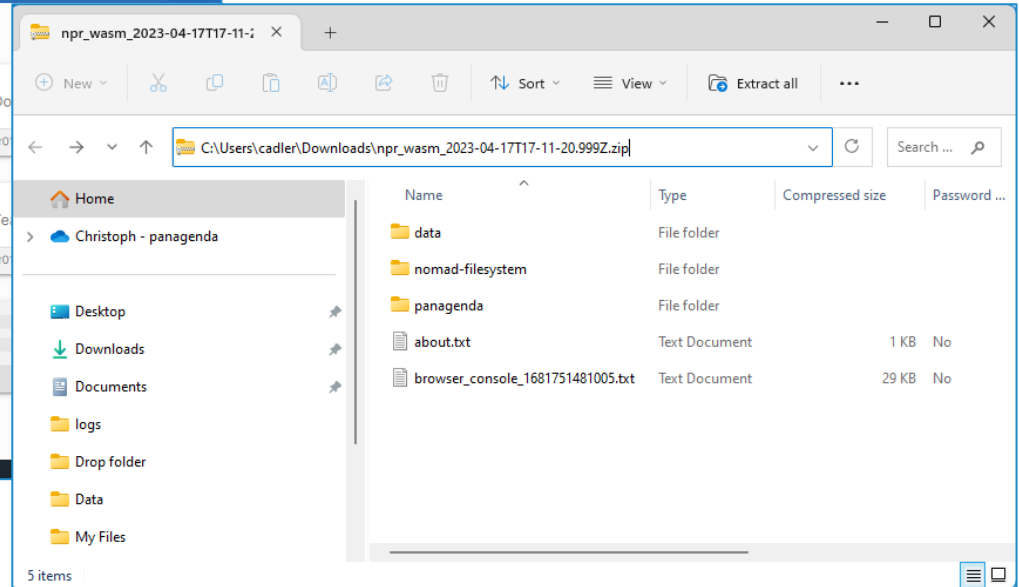 npr_wasm_2023-04-17T17-11-2
New
Sort
View
Extract all
C:\Users\cadler\Downloads\npr_wasm_2023-04-17T17-11-20.999Z.zip
Search ...
Home
Christoph - panagenda
Desktop
Downloads
Documents
logs
Drop folder
Data
My Files
Name Type Compressed size Password ...
data File folder
nomad-filesystem File folder
panagenda File folder
about.txt Text Document 1 KB No
browser_console_1681751481005.txt Text Document 29 KB No
5 items